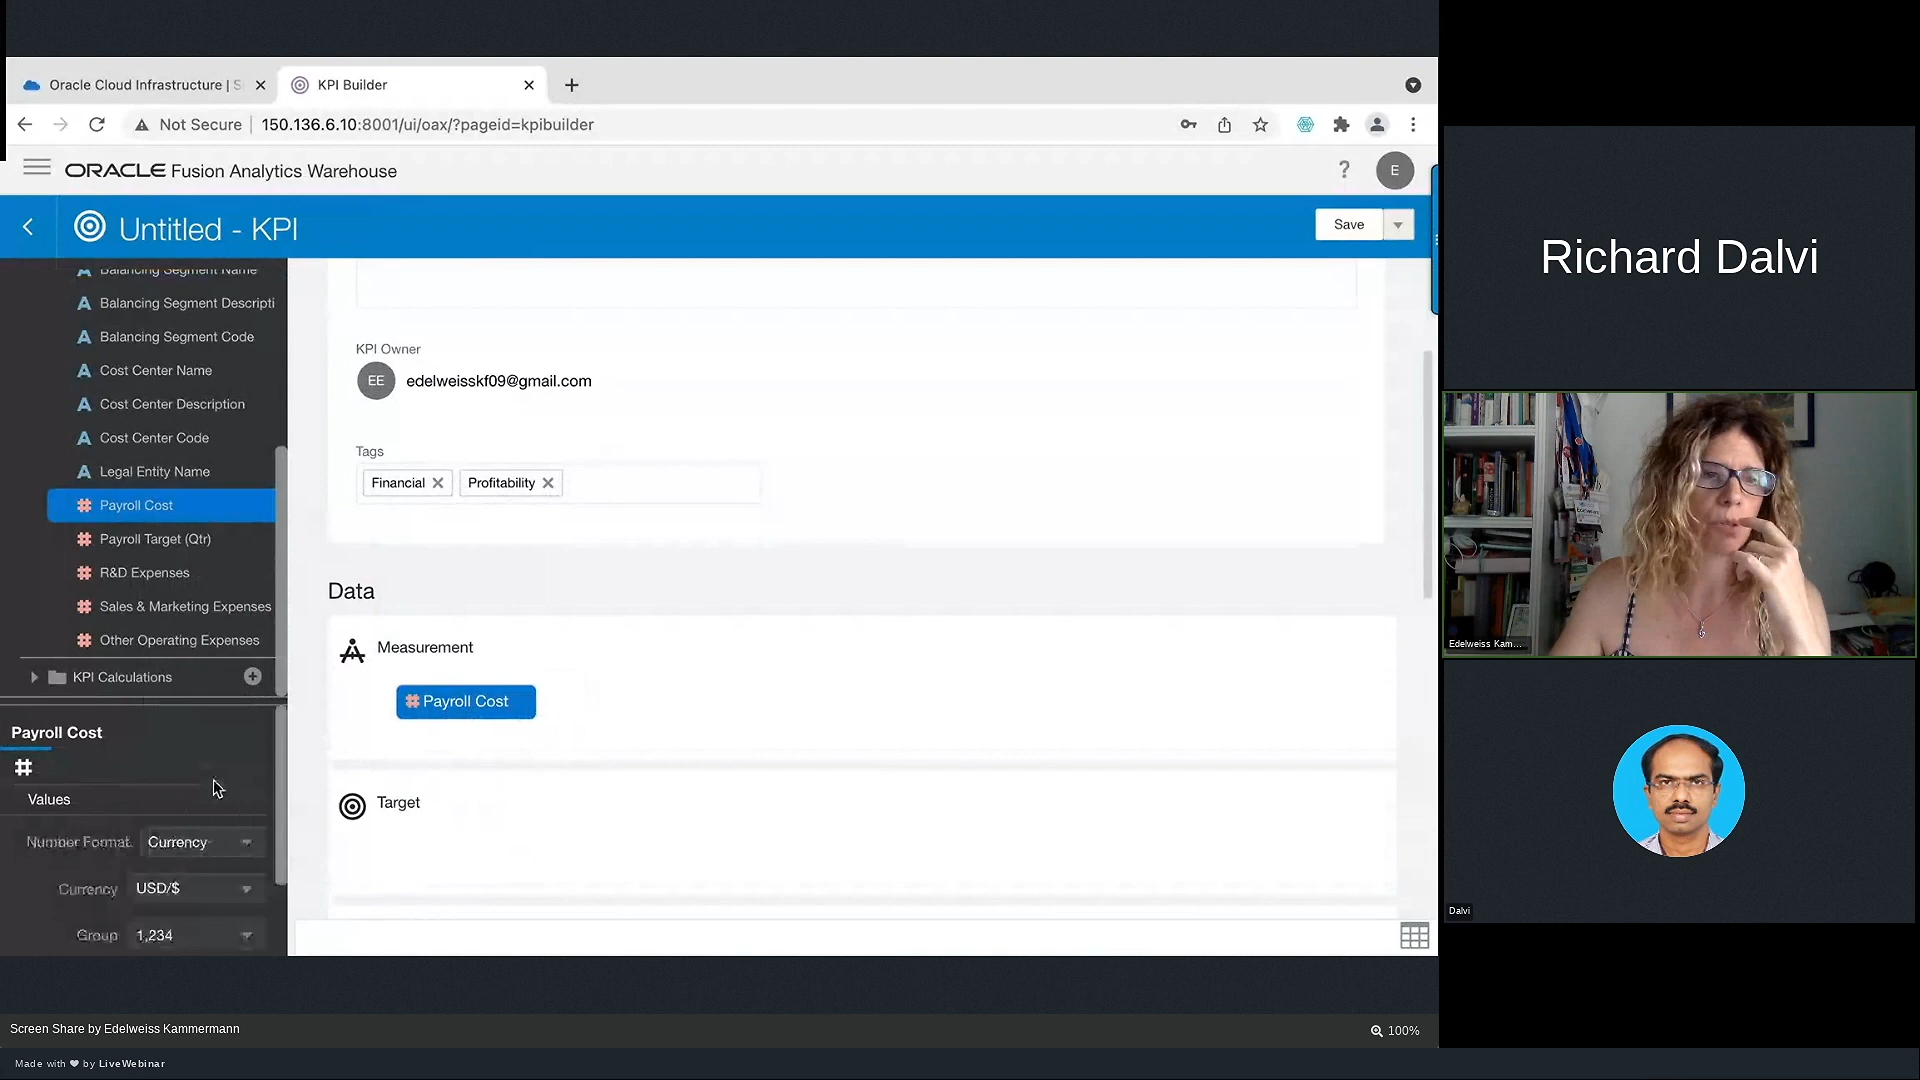 Oracle Cloud Infrastructure | S
KPI Builder
Not Secure
150.136.6.10:8001/ui/oax/?pageid=kpibuilder
ORACLE Fusion Analytics Warehouse
?
E
Untitled - KPI
Save
Balancing Segment Name
Balancing Segment Descripti
Balancing Segment Code
Cost Center Name
Cost Center Description
Cost Center Code
Legal Entity Name
Payroll Cost
Payroll Target (Qtr)
R&D Expenses
Sales & Marketing Expenses
Other Operating Expenses
KPI Calculations
Payroll Cost
Values
Number Format
Currency
Currency
USD/$
Group
1,234
KPI Owner
EE
edelweisskf09@gmail.com
Tags
Financial
Profitability
Data
Measurement
Payroll Cost
Target
Richard Dalvi
Edelweiss Kam...
Dalvi
Screen Share by Edelweiss Kammermann
100%
Made with ❤ by LiveWebinar